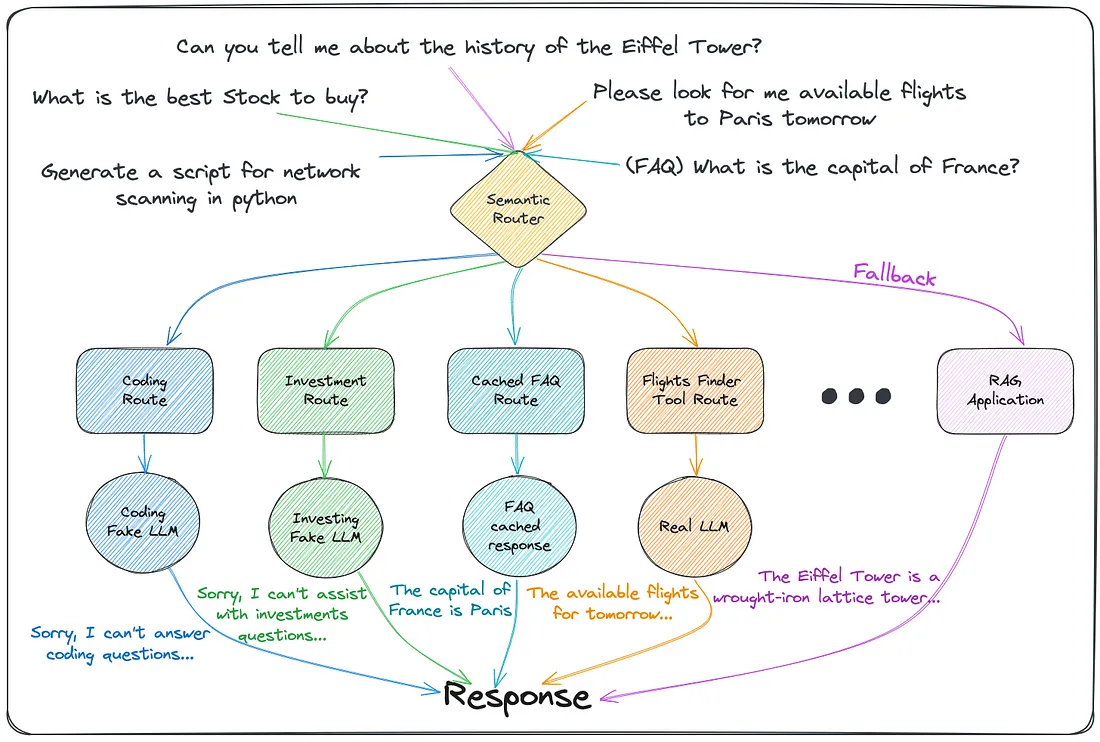 Can you tell me about the history of the Eiffel Tower?
What is the best Stock to buy?
Please look for me available flights
to Paris tomorrow
Generate a script for network
scanning in python
(FAQ) What is the capital of France?
Semantic
Router
Fallback
Coding
Route
Investment
Route
Cached FAQ
Route
Flights Finder
Tool Route
RAG
Application
Coding
Fake LLM
Investing
Fake LLM
FAQ
cached
response
Real LLM
Sorry, I can't answer
coding questions...
Sorry, I can't assist
with investments
questions...
The capital of
France is Paris
The available flights
for tomorrow...
The Eiffel Tower is a
wrought-iron lattice tower...
Response